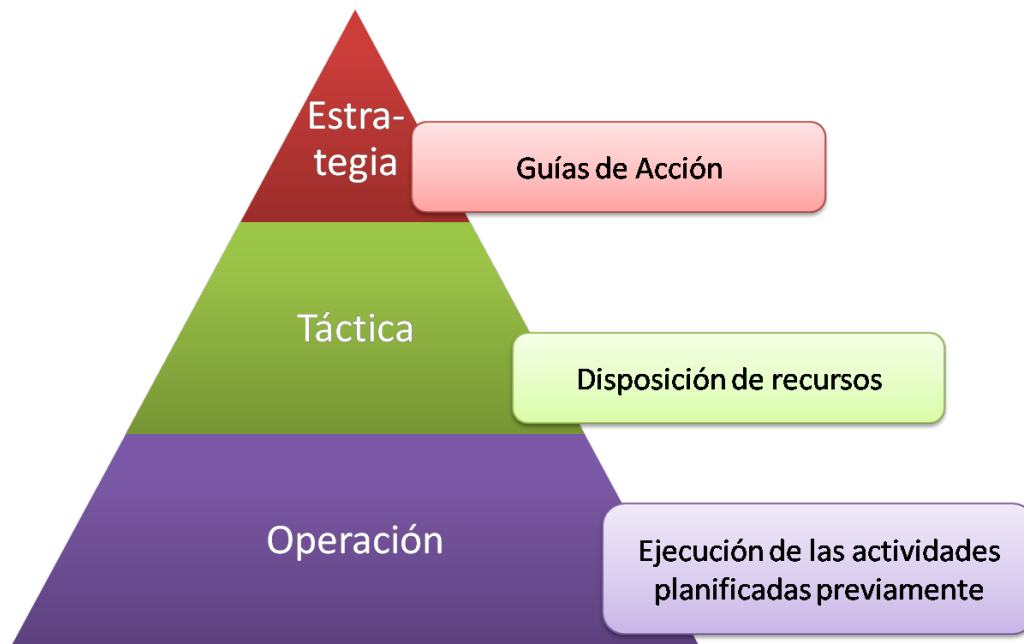 Estra-
tegia
Guías de Acción
Táctica
Disposición de recursos
Operación
Ejecución de las actividades
planificadas previamente